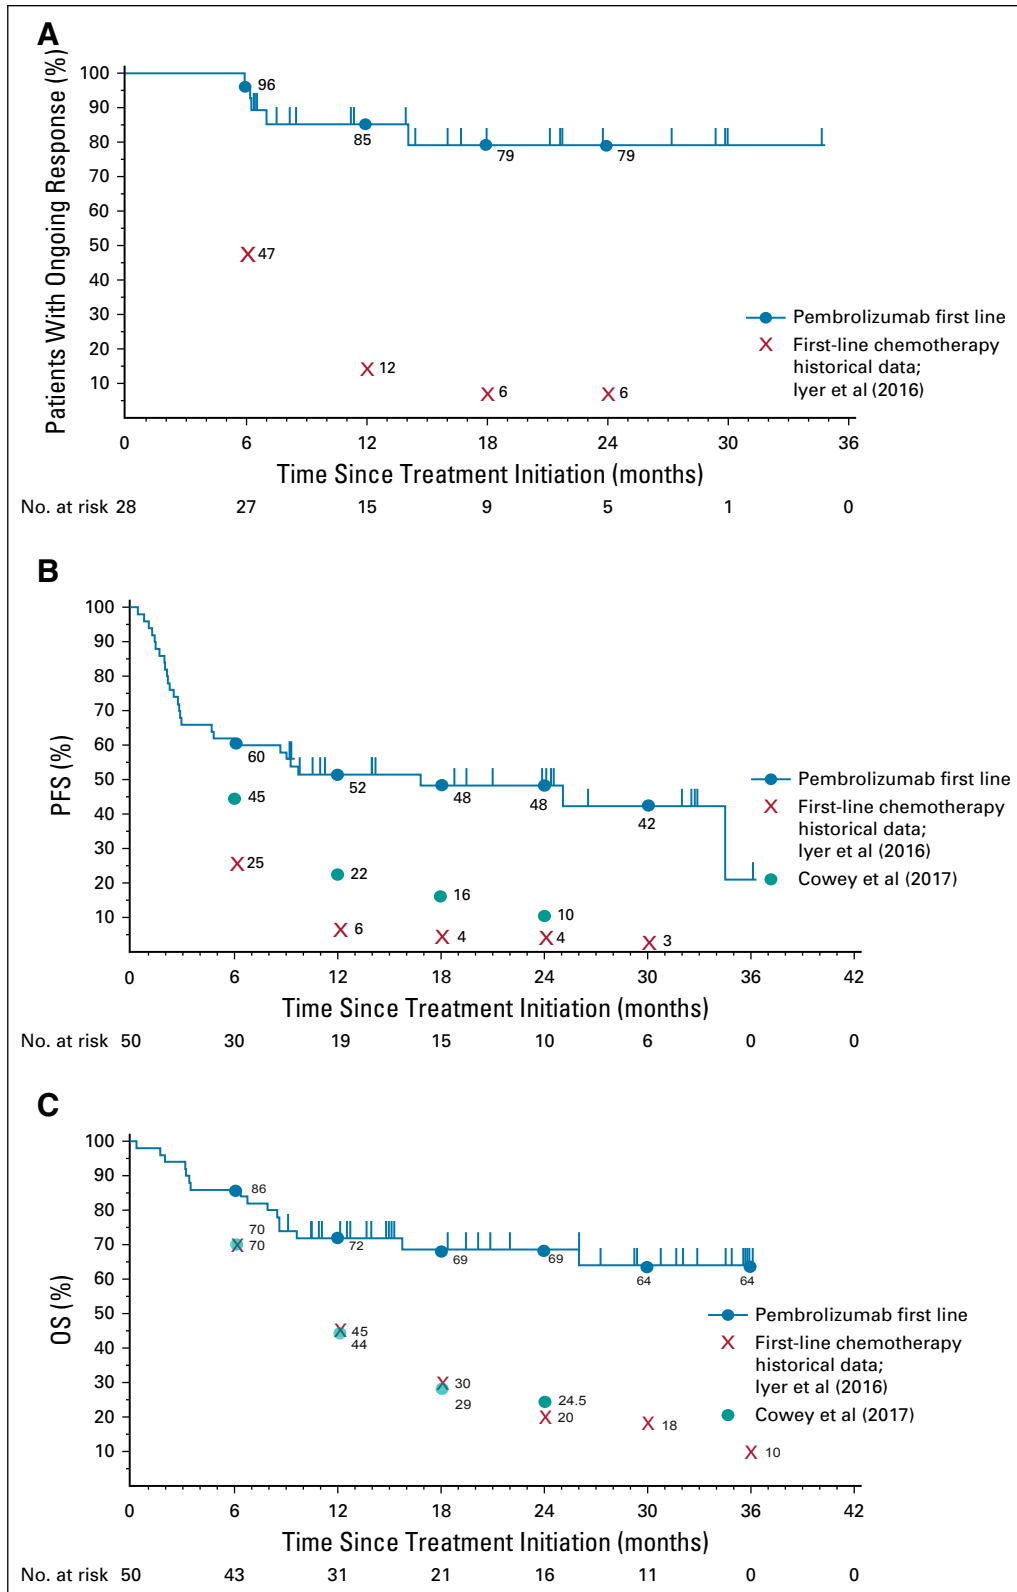 A
Patients With Ongoing Response (%)
100
90
80
70
60
50
40
30
20
10
96
85
79
79
47
12
6
6
Pembrolizumab first line
First-line chemotherapy
historical data;
Iyer et al (2016)
0 6 12 18 24 30 36
Time Since Treatment Initiation (months)
No. at risk 28 27 15 9 5 1 0
B
PFS (%)
100
90
80
70
60
50
40
30
20
10
60
52
48
48
42
45
22
16
10
25
6
4
4
3
Pembrolizumab first line
First-line chemotherapy
historical data;
Iyer et al (2016)
Cowey et al (2017)
0 6 12 18 24 30 36 42
Time Since Treatment Initiation (months)
No. at risk 50 30 19 15 10 6 0 0
C
OS (%)
100
90
80
70
60
50
40
30
20
10
86
72
69
69
64
64
70
70
45
44
30
29
24.5
20
18
10
Pembrolizumab first line
First-line chemotherapy
historical data;
Iyer et al (2016)
Cowey et al (2017)
0 6 12 18 24 30 36 42
Time Since Treatment Initiation (months)
No. at risk 50 43 31 21 16 11 0 0